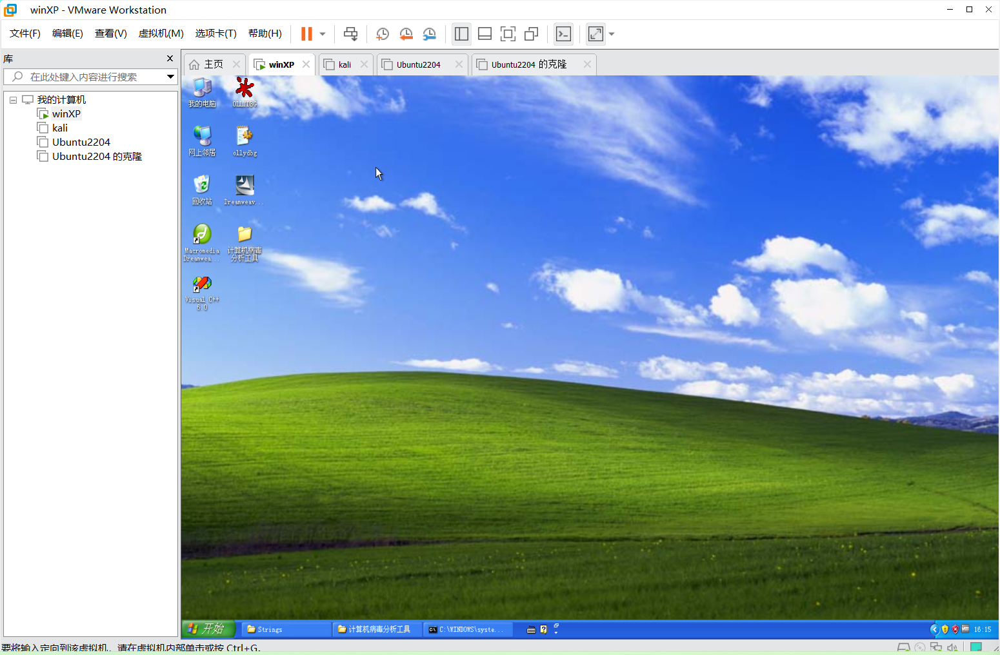 winXP - VMware Workstation
文件(F) 编辑(E) 查看(V) 虚拟机(M) 选项卡(T) 帮助(H)
库
在此处键入内容进行搜索
我的计算机
winXP
kali
Ubuntu2204
Ubuntu2204 的克隆
主页 winXP kali Ubuntu2204 Ubuntu2204 的克隆
我的电脑 OLLYDBG
网上邻居 ollydbg
回收站 Dreamweav...
Macromedia
Dreamwea...
计算机病毒
分析工具
Visual C++
6.0
开始 Strings 计算机病毒分析工具 C:\WINDOWS\syste... 16:15
要将输入定向到该虚拟机，请在虚拟机内部单击或按 Ctrl+G。